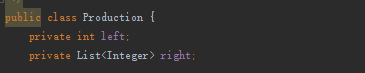 public class Production {
    private int left;
    private List<Integer> right;